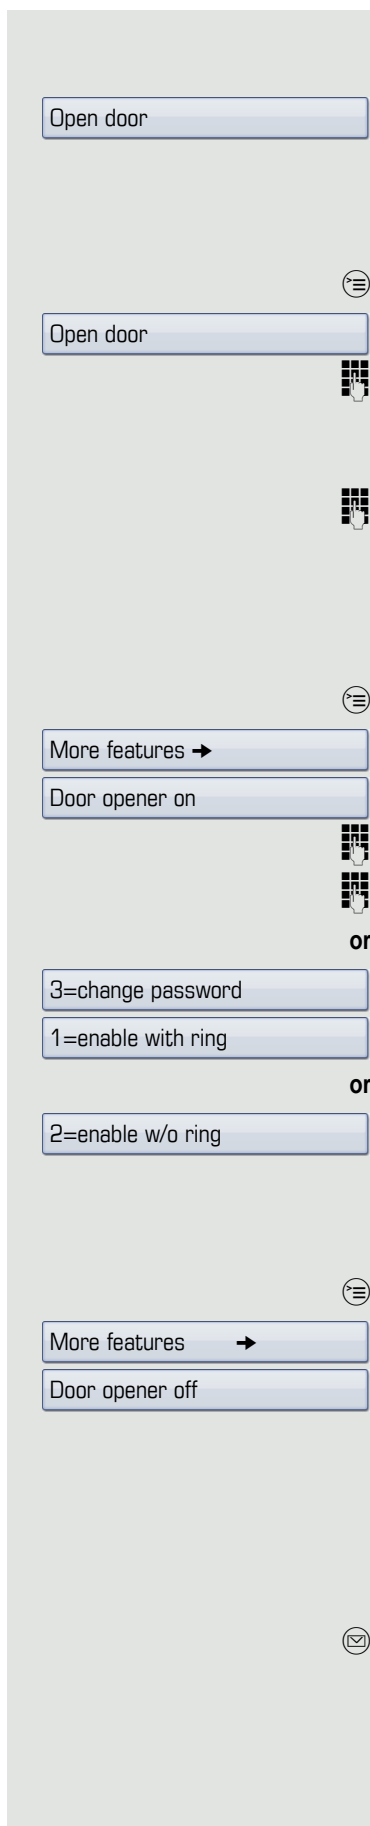 Open door
Open door
More features ➜
Door opener on
or
3=change password
1=enable with ring
or
2=enable w/o ring
More features ➜
Door opener off